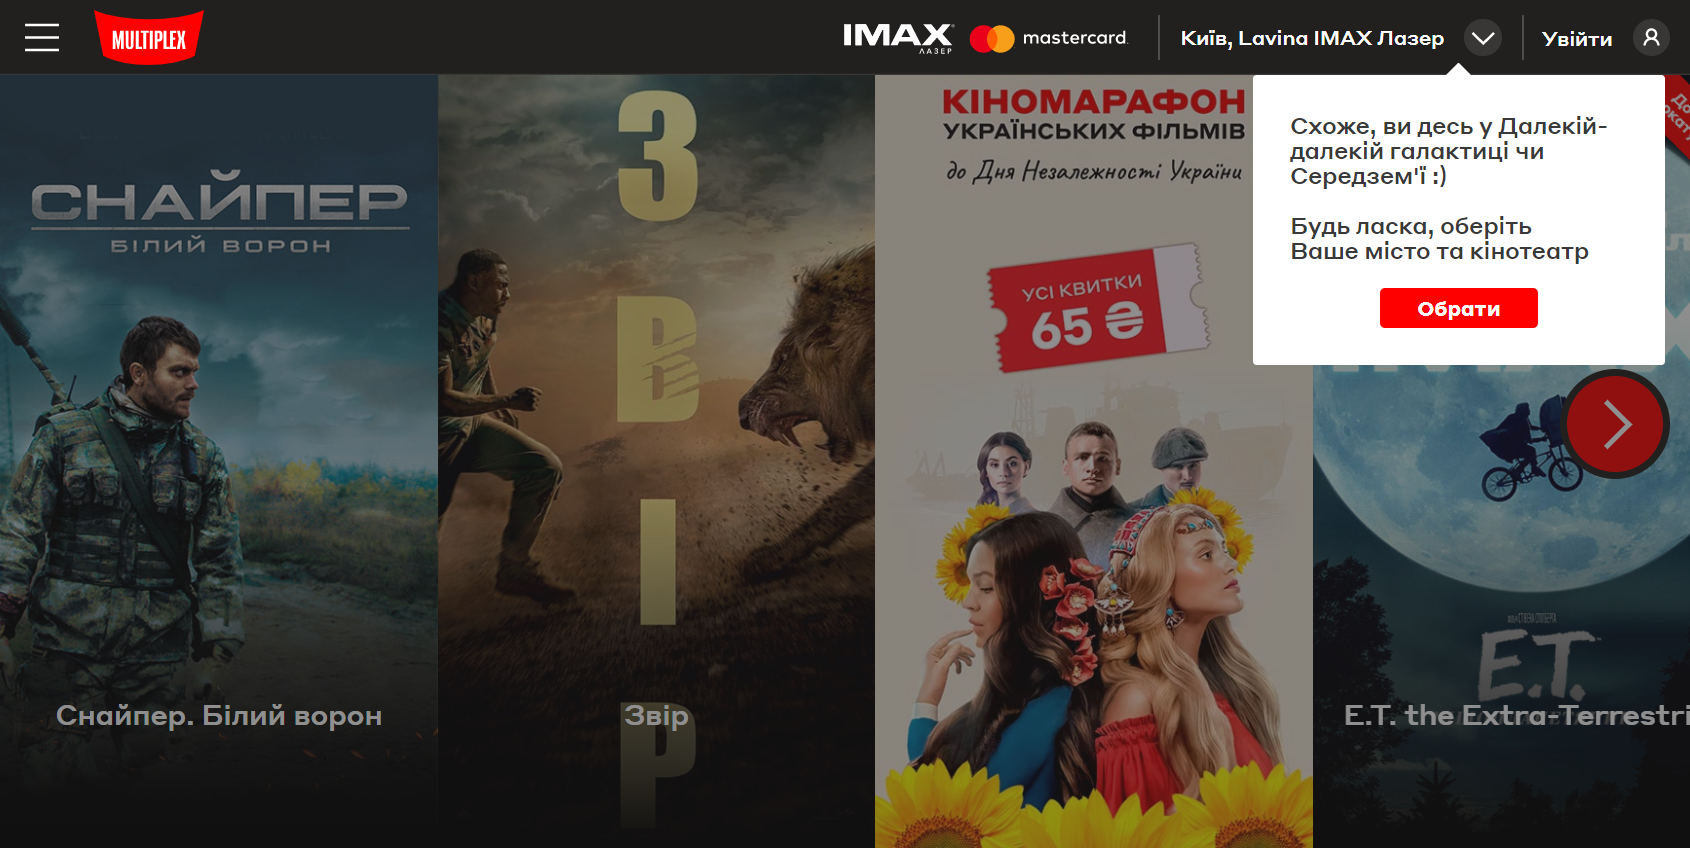 MULTIPLEX
IMAX
ЛАЗЕР
mastercard.
Київ, Lavina IMAX Лазер
Увійти
Схоже, ви десь у Далекій-
далекій галактиці чи
Середзем'ї :)
Будь ласка, оберіть
Ваше місто та кінотеатр
Обрати
СНАЙПЕР
БІЛИЙ ВОРОН
Снайпер. Білий ворон
З
В
І
Р
Звір
КІНОМАРАФОН
УКРАЇНСЬКИХ ФІЛЬМІВ
до Дня Незалежності України
УСІ КВИТКИ
65 ₴
E.T.
E.T. the Extra-Terrestri